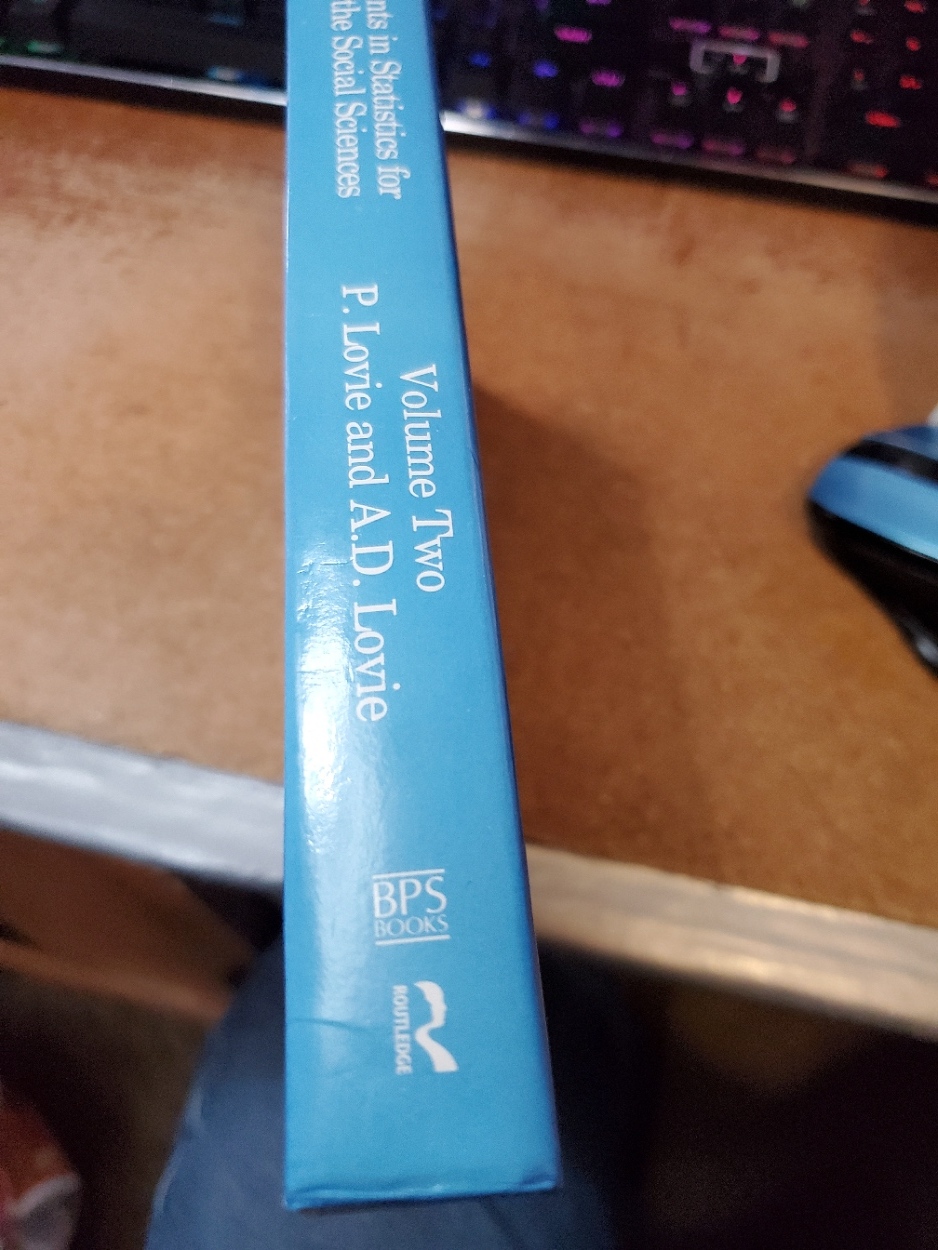 nts in Statistics for
the Social Sciences
Volume Two
P. Lovie and A.D. Lovie
BPS
BOOKS
ROUTLEDGE